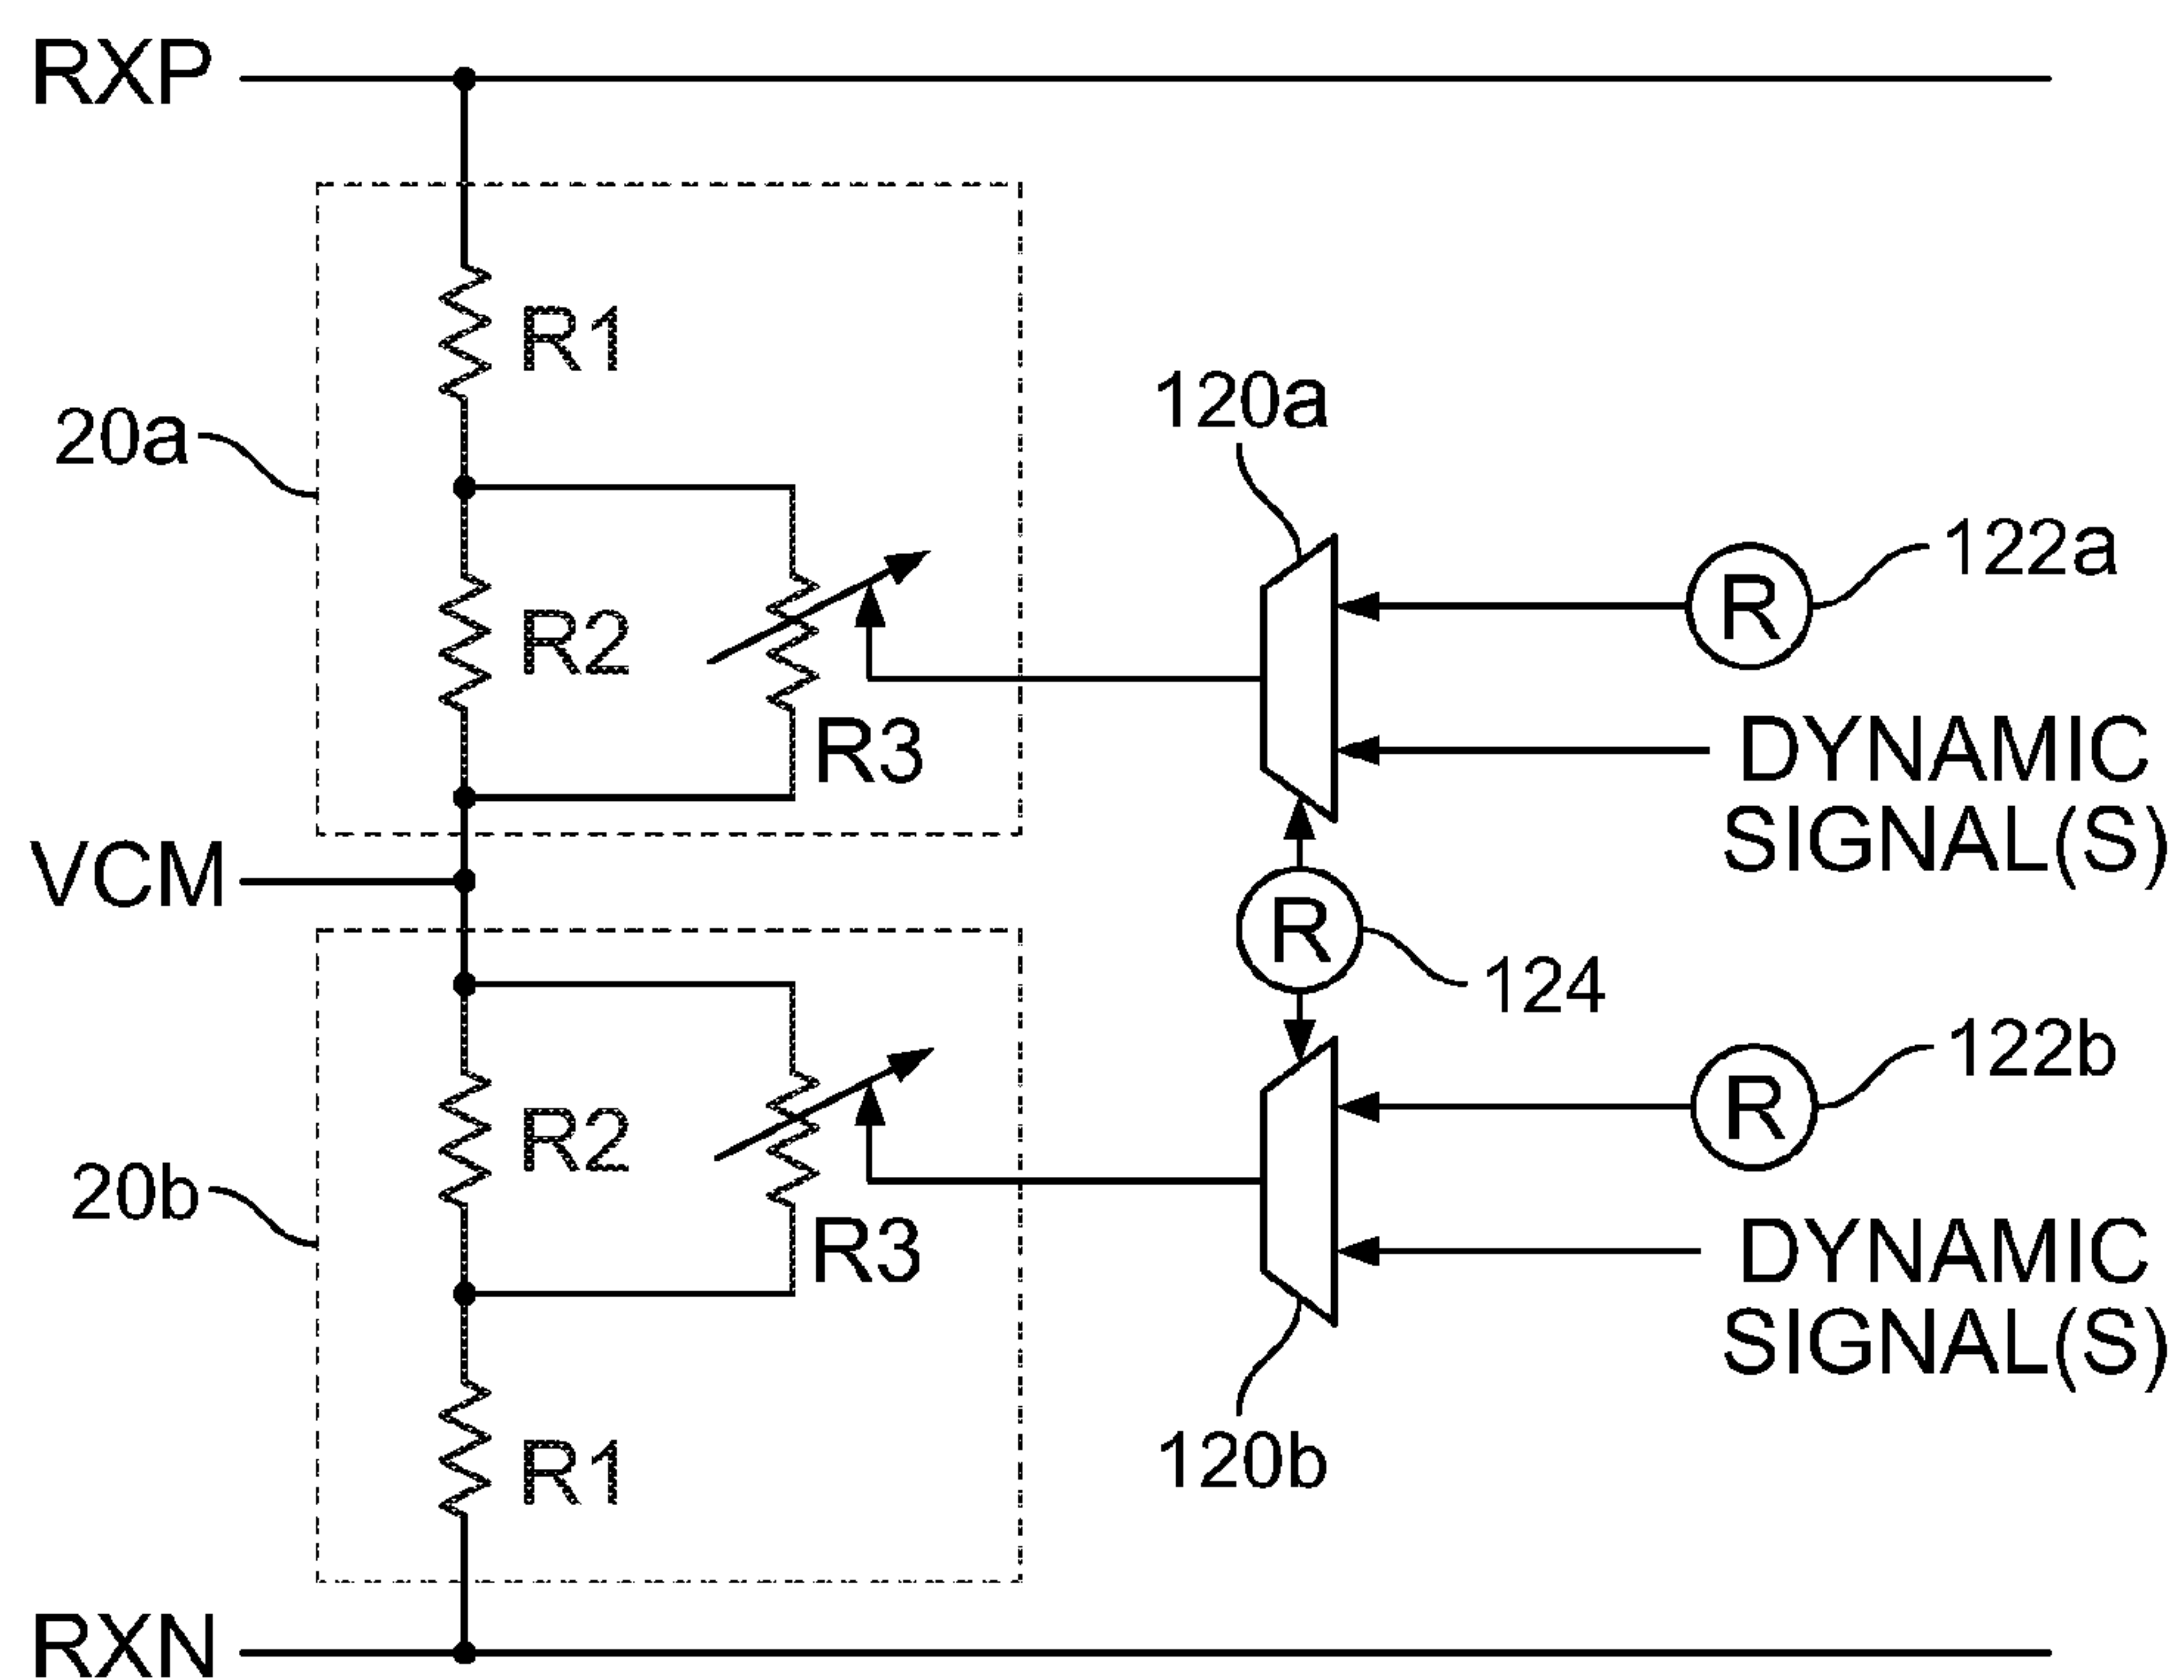 RXP
R1
20a
120a
122a
R
R2
R3
DYNAMIC
SIGNAL(S)
VCM
R
124
122b
R
R2
20b
R3
DYNAMIC
SIGNAL(S)
120b
R1
RXN